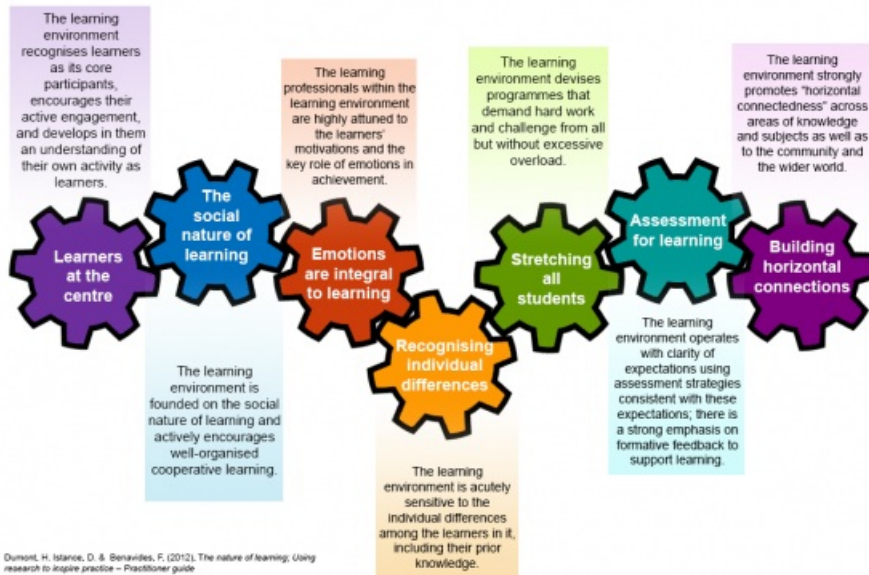 The learning
environment
recognises learners
as its core
participants,
encourages their
active engagement,
and develops in them
an understanding of
their own activity as
learners.
Learners
at the
centre
The
social
nature of
learning
The learning
environment is
founded on the social
nature of learning and
actively encourages
well-organised
cooperative learning.
The learning
professionals within the
learning environment
are highly attuned to
the learners'
motivations and the
key role of emotions in
achievement.
Emotions
are integral
to learning
Recognising
individual
differences
The learning
environment is acutely
sensitive to the
individual differences
among the learners in it,
including their prior
knowledge.
The learning
environment devises
programmes that
demand hard work
and challenge from all
but without excessive
overload.
Stretching
all
students
Assessment
for learning
The learning
environment operates
with clarity of
expectations using
assessment strategies
consistent with these
expectations; there is
a strong emphasis on
formative feedback to
support learning.
The learning
environment strongly
promotes "horizontal
connectedness" across
areas of knowledge
and subjects as well as
to the community and
the wider world.
Building
horizontal
connections
Dumont, H. Istance, D. & Benavides, F. (2012), The nature of learning; Using
research to inspire practice – Practitioner guide